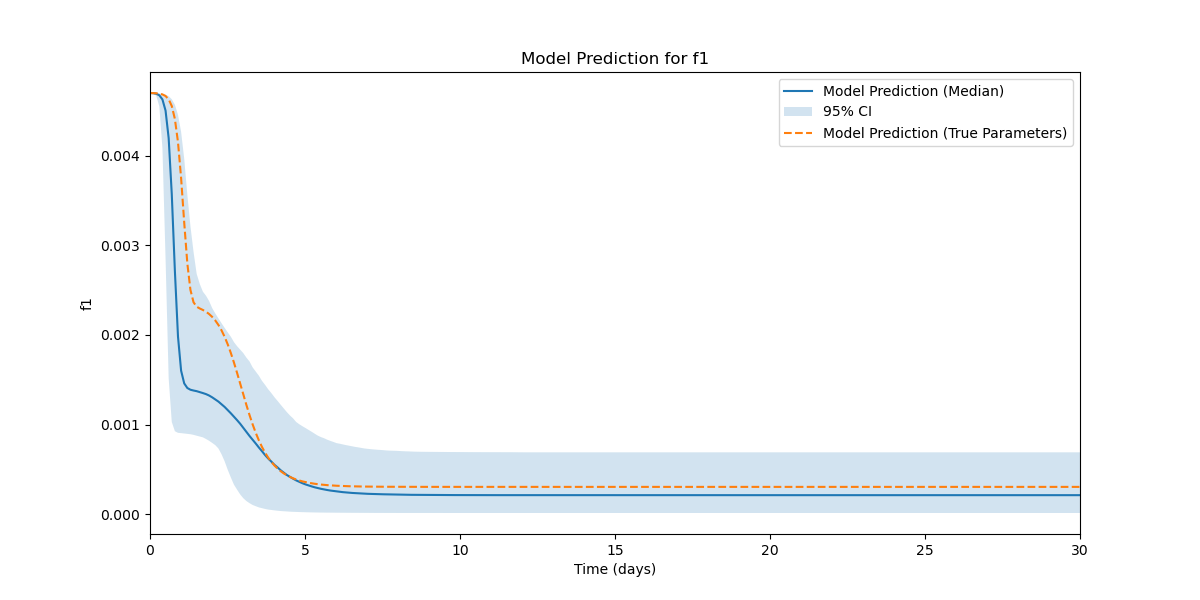 Model Prediction for f1
Model Prediction (Median)
95% CI
Model Prediction (True Parameters)
f1
0.004
0.003
0.002
0.001
0.000
0 5 10 15 20 25 30
Time (days)